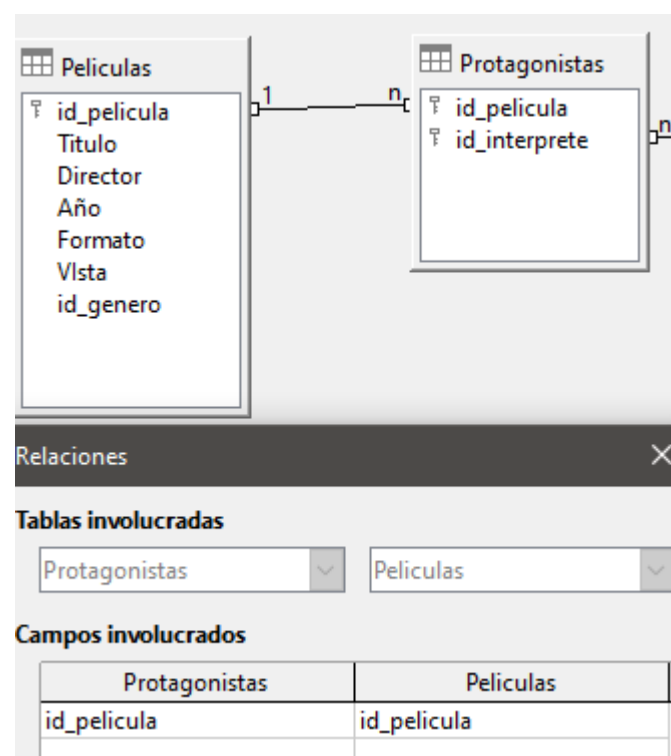 Peliculas
id_pelicula
Titulo
Director
Año
Formato
VIsta
id_genero
1
n
Protagonistas
id_pelicula
id_interprete
n
Relaciones
Tablas involucradas
Protagonistas Peliculas
Campos involucrados
Protagonistas Peliculas
id_pelicula id_pelicula